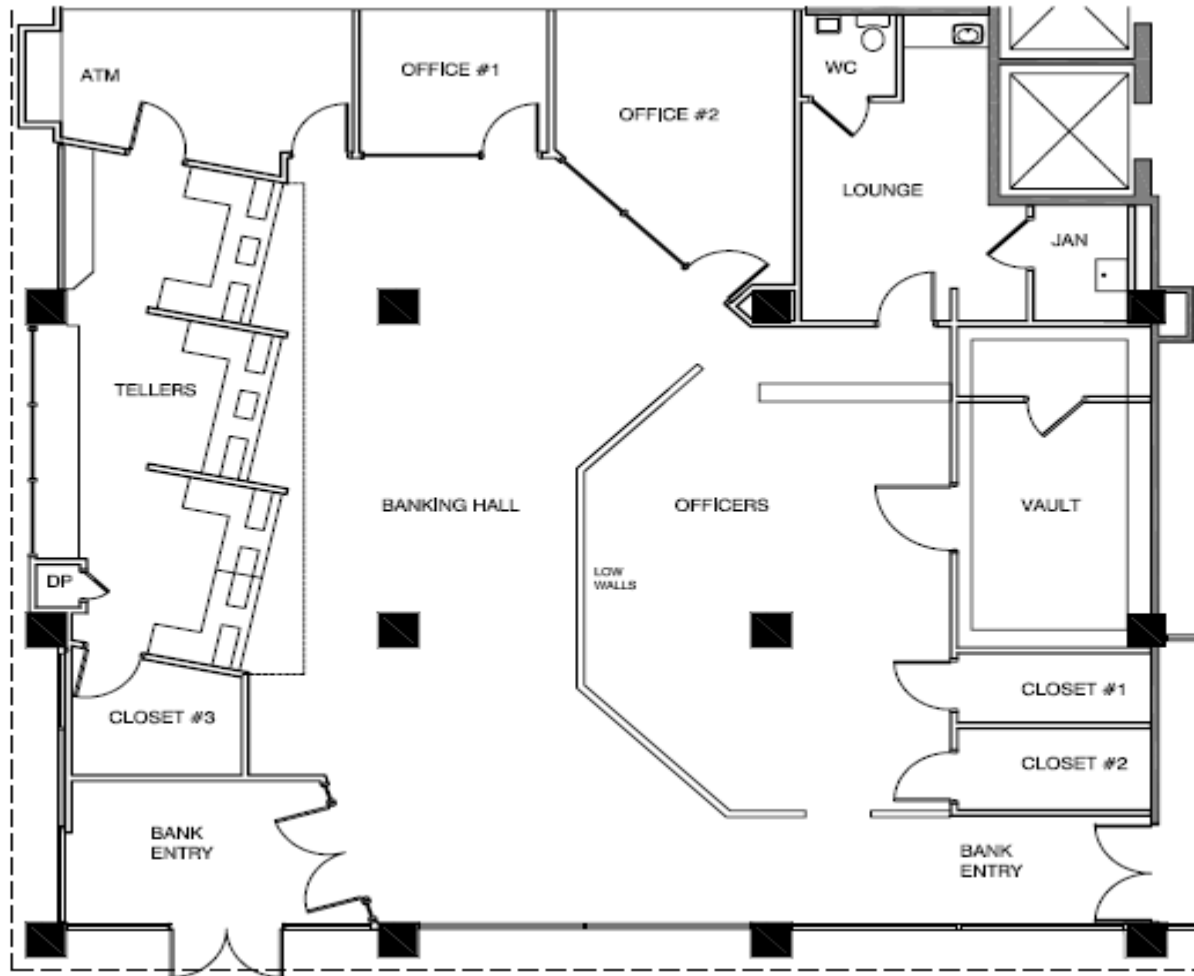 ATM
OFFICE #1
OFFICE #2
WC
LOUNGE
JAN
TELLERS
BANKING HALL
OFFICERS
VAULT
LOW
WALLS
DP
CLOSET #3
CLOSET #1
CLOSET #2
BANK
ENTRY
BANK
ENTRY